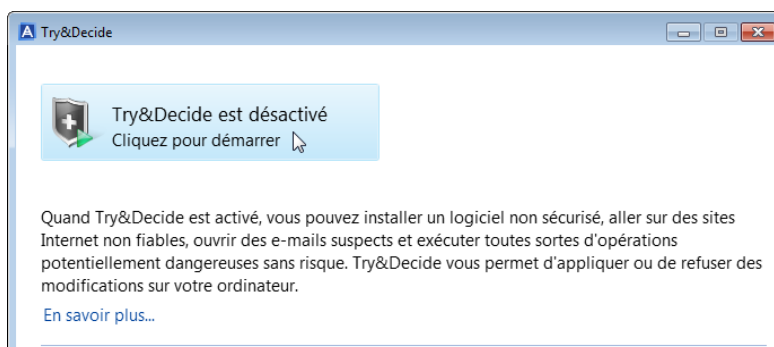 Try&Decide
Try&Decide est désactivé
Cliquez pour démarrer
Quand Try&Decide est activé, vous pouvez installer un logiciel non sécurisé, aller sur des sites
Internet non fiables, ouvrir des e-mails suspects et exécuter toutes sortes d'opérations
potentiellement dangereuses sans risque. Try&Decide vous permet d'appliquer ou de refuser des
modifications sur votre ordinateur.
En savoir plus...